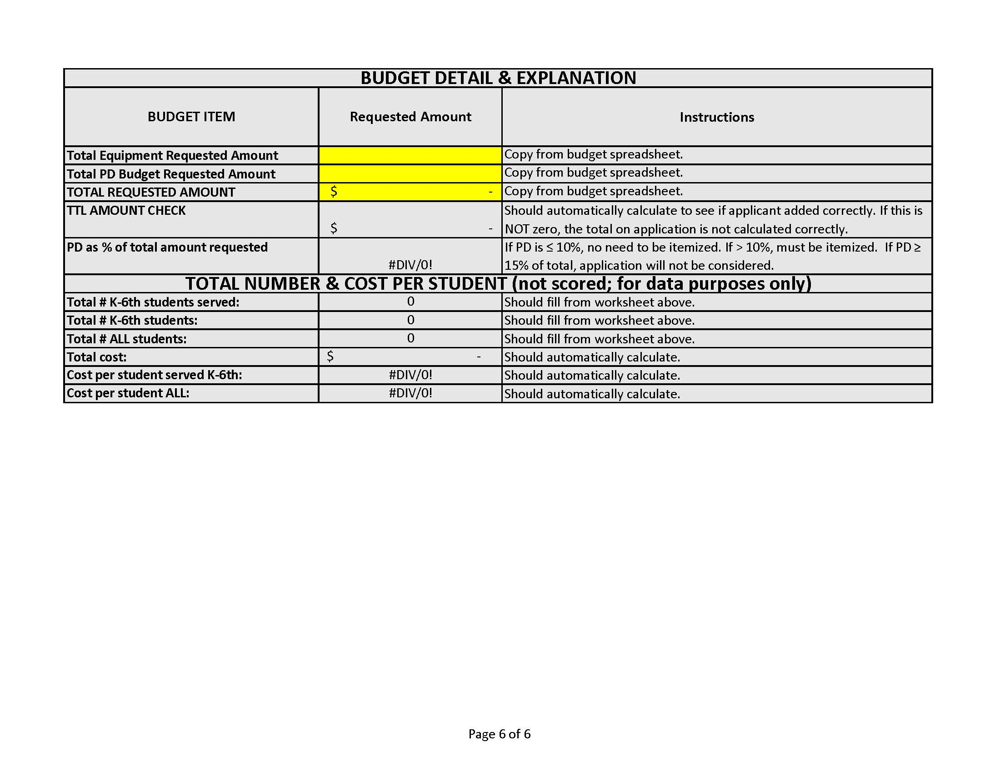 BUDGET DETAIL & EXPLANATION
BUDGET ITEM Requested Amount Instructions
Total Equipment Requested Amount Copy from budget spreadsheet.
Total PD Budget Requested Amount Copy from budget spreadsheet.
TOTAL REQUESTED AMOUNT $ - Copy from budget spreadsheet.
TTL AMOUNT CHECK Should automatically calculate to see if applicant added correctly. If this is
$ - NOT zero, the total on application is not calculated correctly.
PD as % of total amount requested If PD is ≤ 10%, no need to be itemized. If > 10%, must be itemized. If PD ≥
#DIV/0! 15% of total, application will not be considered.
TOTAL NUMBER & COST PER STUDENT (not scored; for data purposes only)
Total # K-6th students served: 0 Should fill from worksheet above.
Total # K-6th students: 0 Should fill from worksheet above.
Total # ALL students: 0 Should fill from worksheet above.
Total cost: $ - Should automatically calculate.
Cost per student served K-6th: #DIV/0! Should automatically calculate.
Cost per student ALL: #DIV/0! Should automatically calculate.
Page 6 of 6